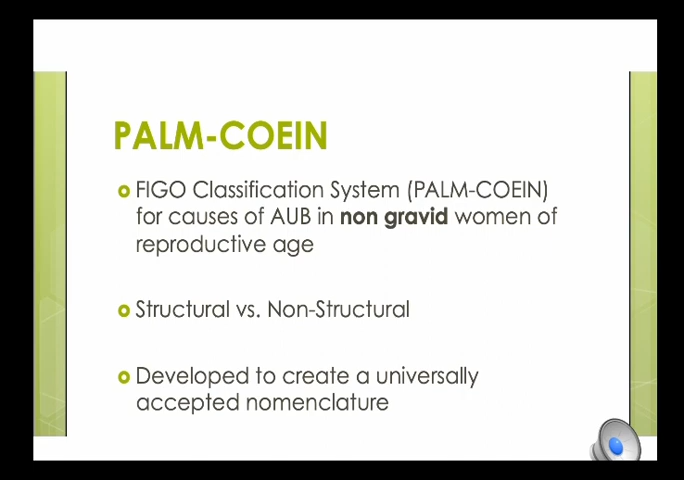 PALM-COEIN
FIGO Classification System (PALM-COEIN)
for causes of AUB in non gravid women of
reproductive age
Structural vs. Non-Structural
Developed to create a universally
accepted nomenclature